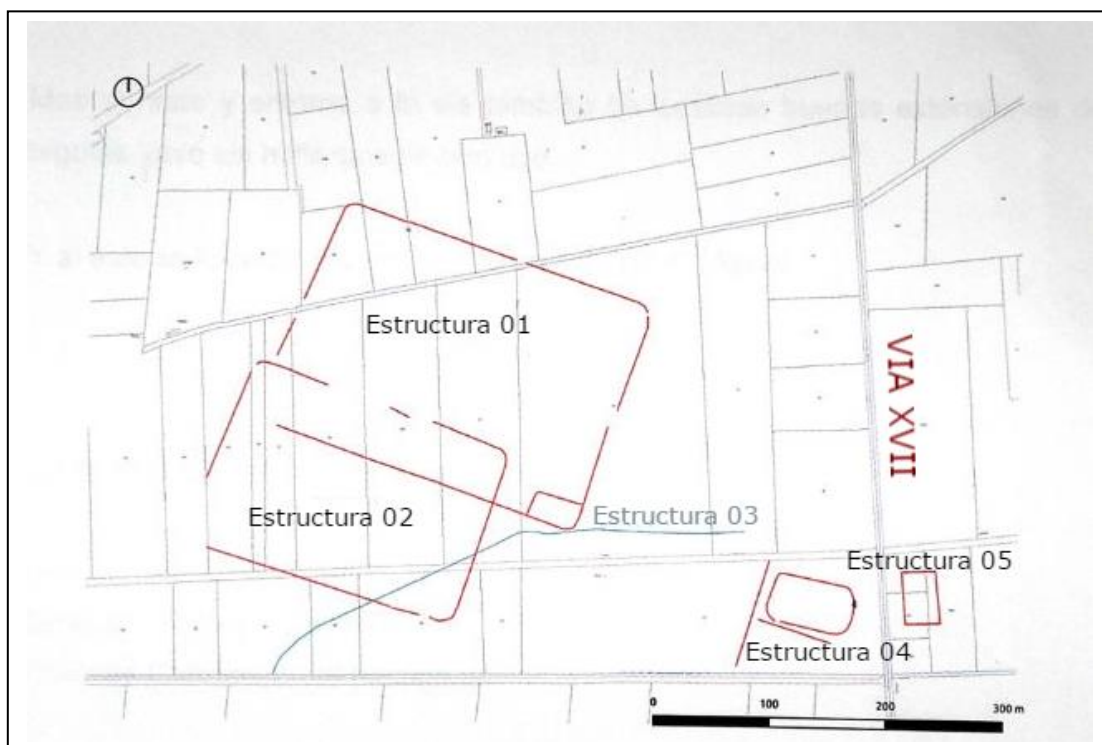 Estructura 01
VIA XVII
Estructura 02
Estructura 03
Estructura 05
Estructura 04
0
100
200
300 m